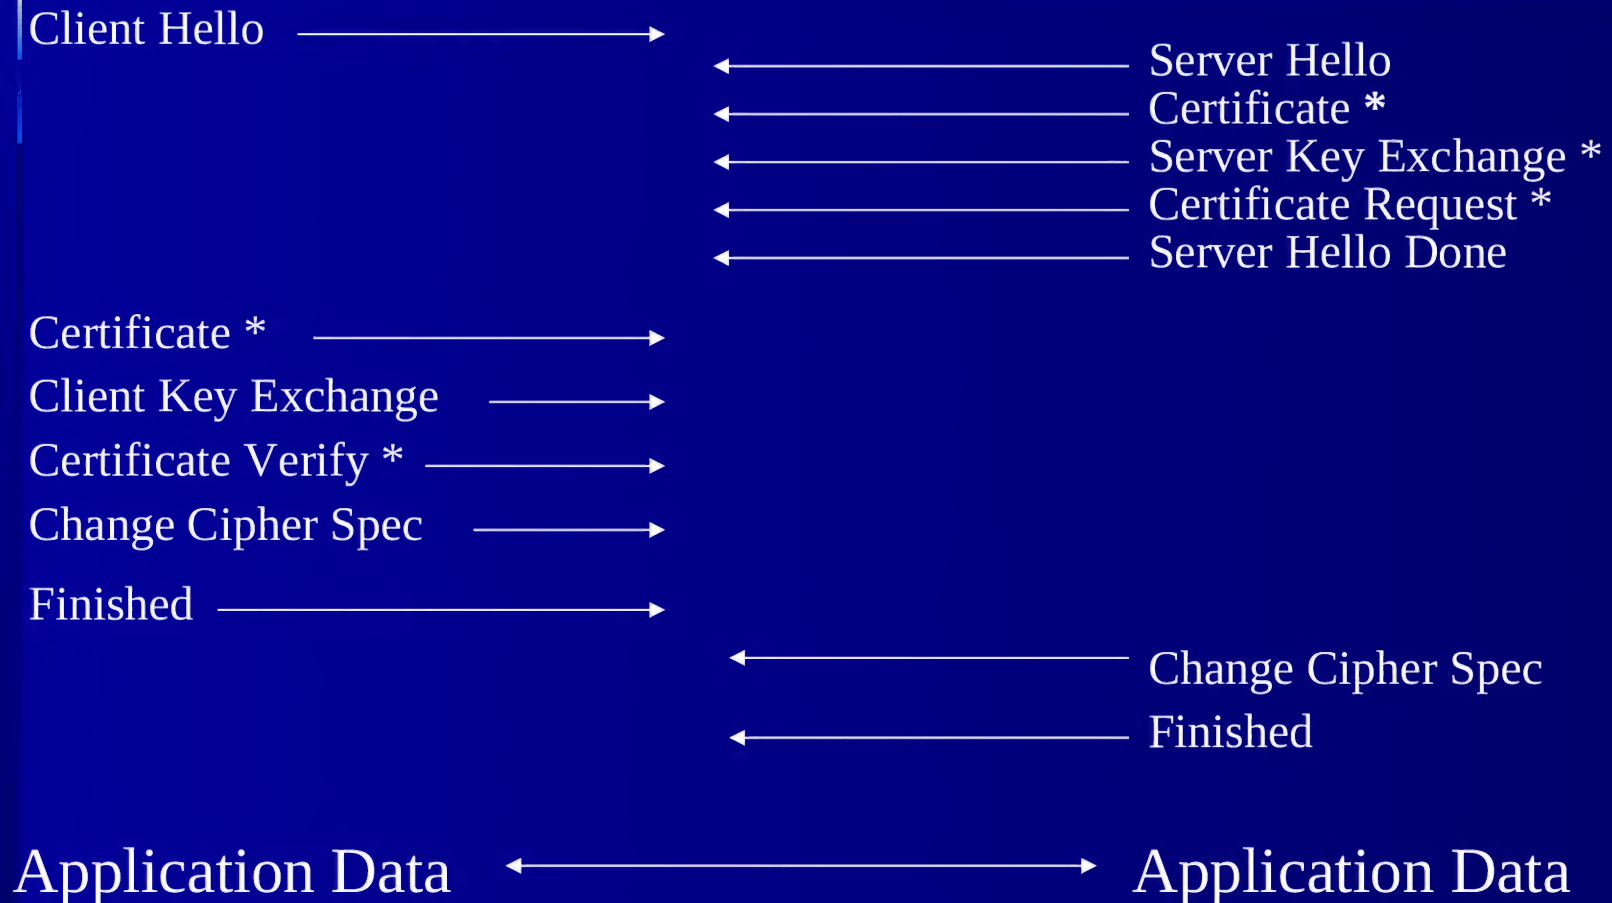 Client Hello
Server Hello
Certificate *
Server Key Exchange *
Certificate Request *
Server Hello Done
Certificate *
Client Key Exchange
Certificate Verify *
Change Cipher Spec
Finished
Change Cipher Spec
Finished
Application Data
Application Data